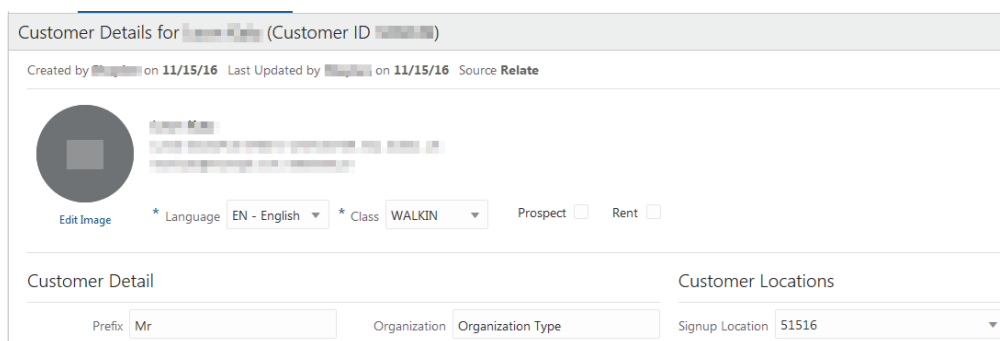 Customer Details for (Customer ID )
Created by on 11/15/16 Last Updated by on 11/15/16 Source Relate
Edit Image
* Language EN - English * Class WALKIN Prospect Rent
Customer Detail Customer Locations
Prefix Mr Organization Organization Type Signup Location 51516